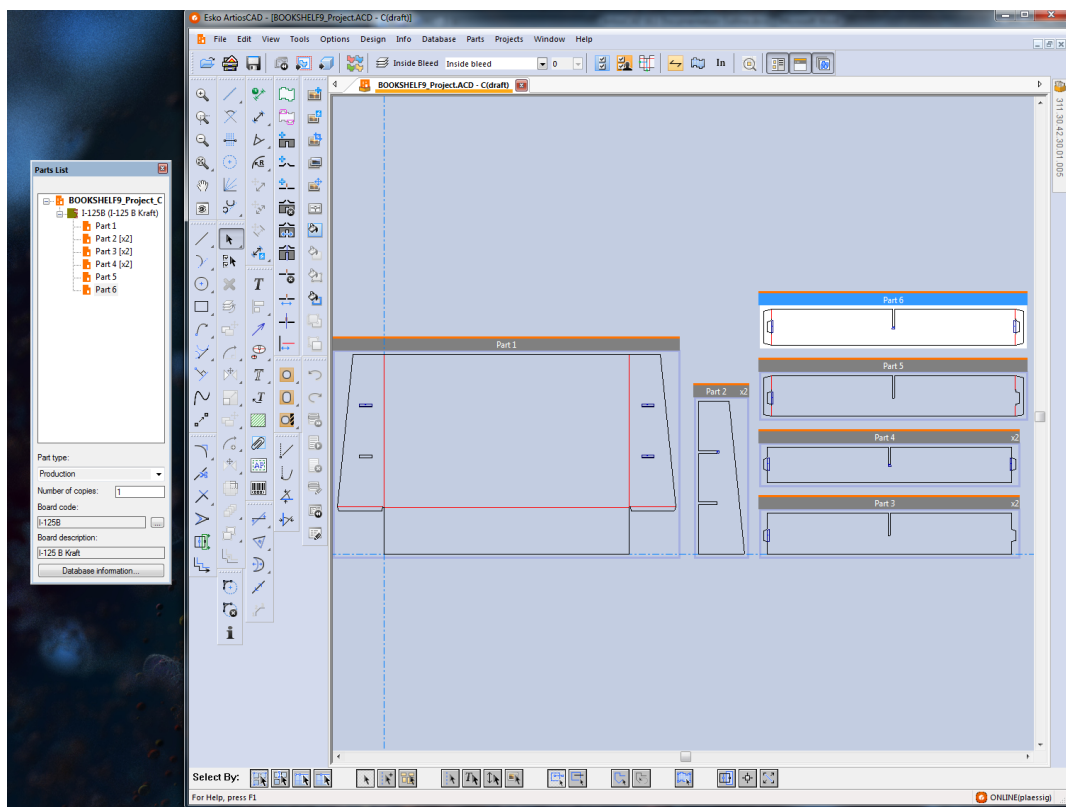 Esko ArtiosCAD - [BOOKSHELF9_Project.ACD - C(draft)]
File Edit View Tools Options Design Info Database Parts Projects Window Help
Inside Bleed Inside bleed 0 In
BOOKSHELF9_Project.ACD - C(draft)
311.30.42.30.01.005
Parts List
BOOKSHELF9_Project_C
I-125B (I-125 B Kraft)
Part 1
Part 2 [x2]
Part 3 [x2]
Part 4 [x2]
Part 5
Part 6
Part type:
Production
Number of copies: 1
Board code:
I-125B ...
Board description:
I-125 B Kraft
Database information...
Part 1
Part 2 x2
Part 6
Part 5
Part 4 x2
Part 3 x2
Select By:
For Help, press F1
ONLINE(plaessig)